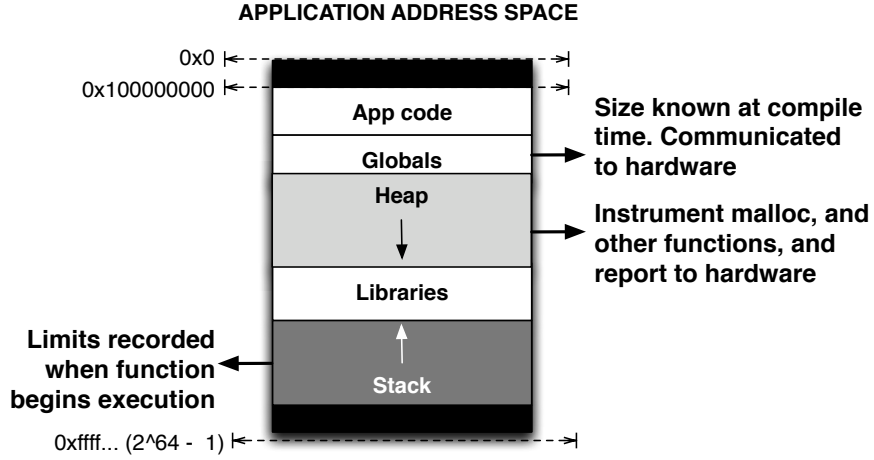 APPLICATION ADDRESS SPACE
0x0
0x100000000
App code
Globals
Size known at compile
time. Communicated
to hardware
Heap
Instrument malloc, and
other functions, and
report to hardware
Libraries
Limits recorded
when function
begins execution
Stack
0xffff... (2^64 - 1)